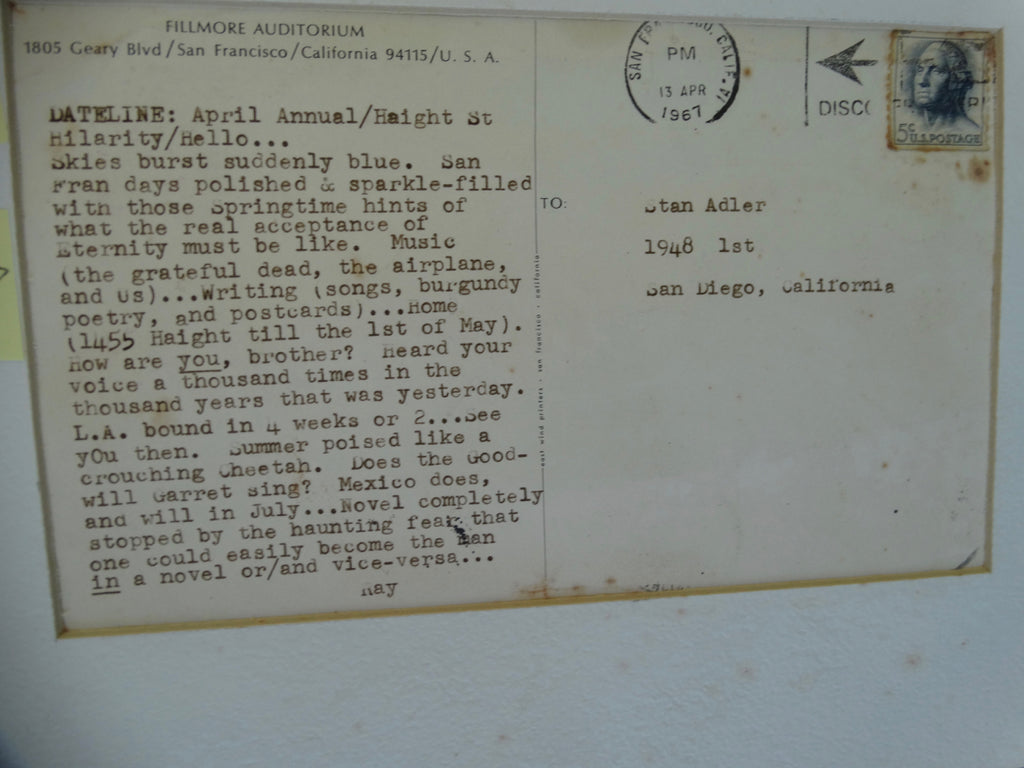 FILLMORE AUDITORIUM
1805 Geary Blvd/San Francisco/California 94115/U. S. A.
DATELINE: April Annual/Haight St
Hilarity/Hello...
Skies burst suddenly blue. San
Fran days polished & sparkle-filled
with those Springtime hints of
what the real acceptance of
Eternity must be like. Music
(the grateful dead, the airplane,
and us)...Writing (songs, burgundy
poetry, and postcards)...Home
(1455 Haight till the 1st of May).
How are you, brother? Heard your
voice a thousand times in the
thousand years that was yesterday.
L.A. bound in 4 weeks or 2...See
yOu then. Summer poised like a
crouching Cheetah. Does the Good-
will Garret sing? Mexico does,
and will in July...Novel completely
stopped by the haunting fear that
one could easily become the man
in a novel or/and vice-versa...
Ray
east wind printers · san francisco · california
SAN FRANCISCO, CALIF.
PM
13 APR
1967
DISC
5c U.S. POSTAGE
TO:
Stan Adler
1948 1st
San Diego, California